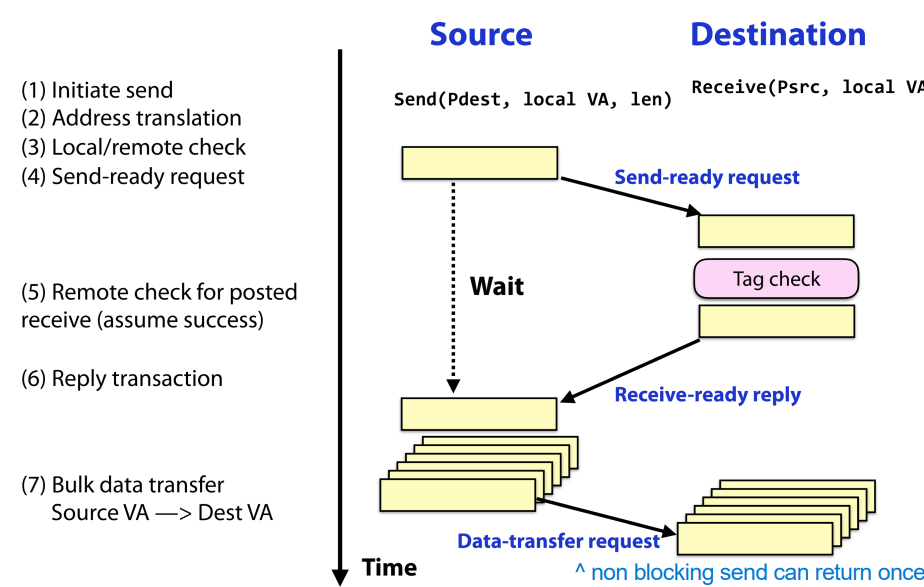 Source
Destination
Send(Pdest, local VA, len)
Receive(Psrc, local VA
(1) Initiate send
(2) Address translation
(3) Local/remote check
(4) Send-ready request
Send-ready request
Tag check
Wait
(5) Remote check for posted
receive (assume success)
(6) Reply transaction
Receive-ready reply
(7) Bulk data transfer
Source VA —> Dest VA
Data-transfer request
Time
^ non blocking send can return once